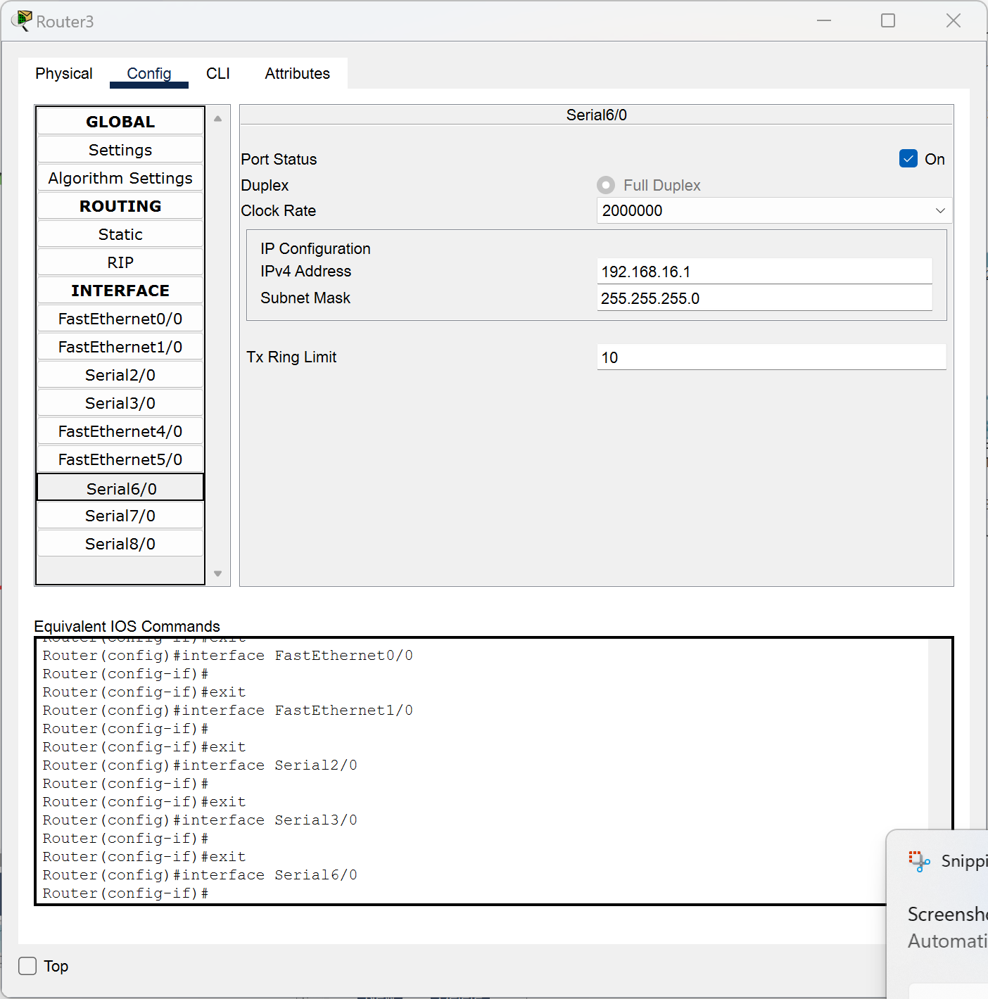 Router3
Physical
Config
CLI
Attributes
GLOBAL
Settings
Algorithm Settings
ROUTING
Static
RIP
INTERFACE
FastEthernet0/0
FastEthernet1/0
Serial2/0
Serial3/0
FastEthernet4/0
FastEthernet5/0
Serial6/0
Serial7/0
Serial8/0
Serial6/0
Port Status
On
Duplex
Full Duplex
Clock Rate
2000000
IP Configuration
IPv4 Address
192.168.16.1
Subnet Mask
255.255.255.0
Tx Ring Limit
10
Equivalent IOS Commands
Router(config-if)#exit
Router(config)#interface FastEthernet0/0
Router(config-if)#
Router(config-if)#exit
Router(config)#interface FastEthernet1/0
Router(config-if)#
Router(config-if)#exit
Router(config)#interface Serial2/0
Router(config-if)#
Router(config-if)#exit
Router(config)#interface Serial3/0
Router(config-if)#
Router(config-if)#exit
Router(config)#interface Serial6/0
Router(config-if)#
Top
Snippi
Screensh
Automati